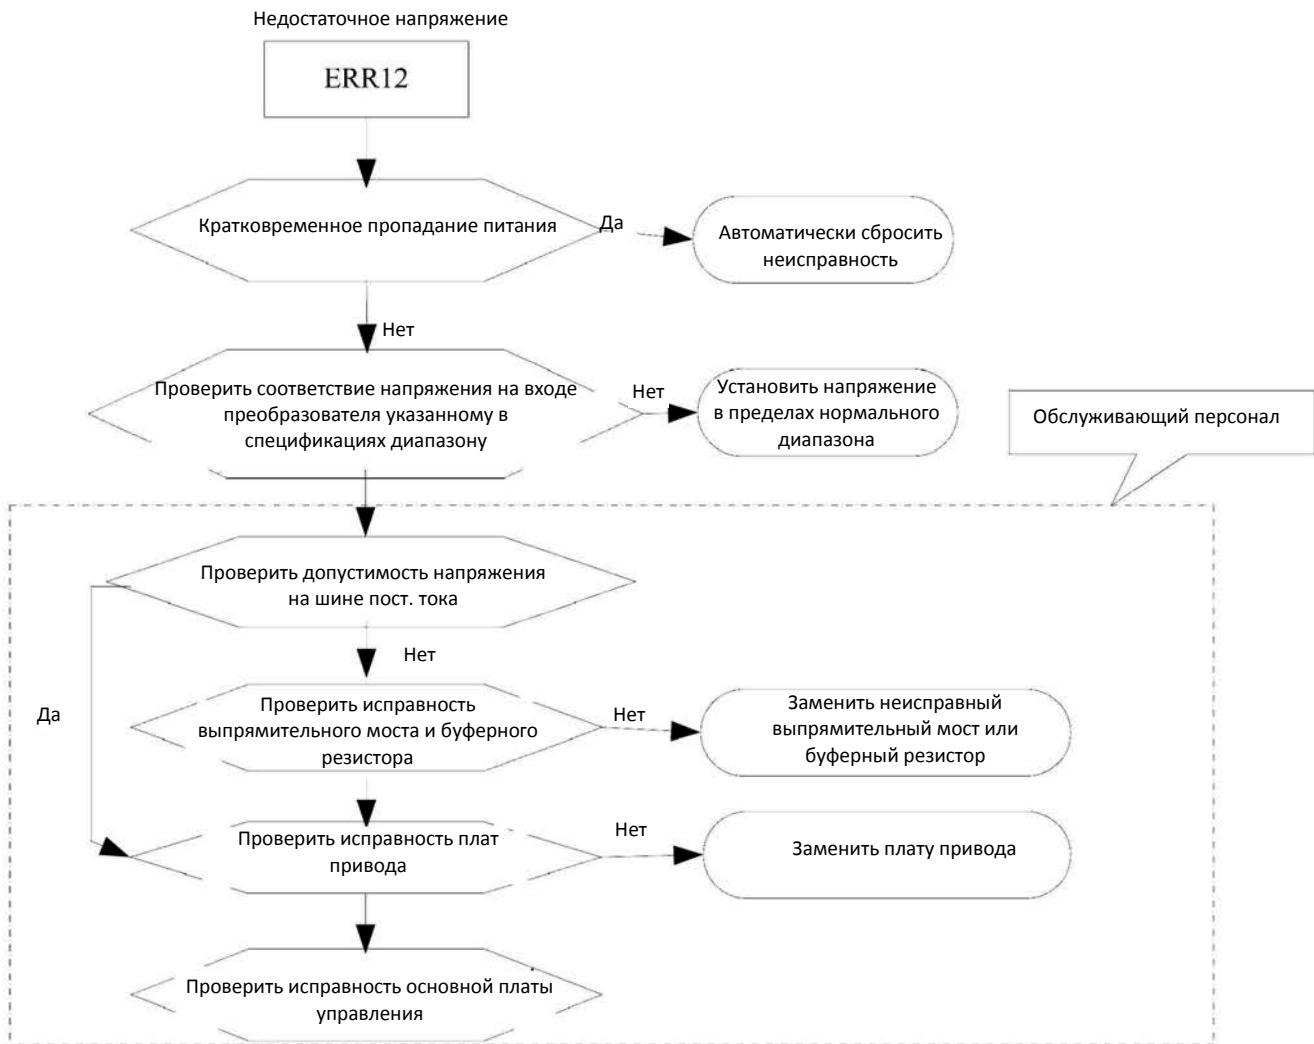 Недостаточное напряжение
ERR12
Кратковременное пропадание питания
Да
Автоматически сбросить
неисправность
Нет
Проверить соответствие напряжения на входе
преобразователя указанному в
спецификациях диапазону
Нет
Установить напряжение
в пределах нормального
диапазона
Обслуживающий персонал
Проверить допустимость напряжения
на шине пост. тока
Нет
Да
Проверить исправность
выпрямительного моста и буферного
резистора
Нет
Заменить неисправный
выпрямительный мост или
буферный резистор
Проверить исправность плат
привода
Нет
Заменить плату привода
Проверить исправность основной платы
управления